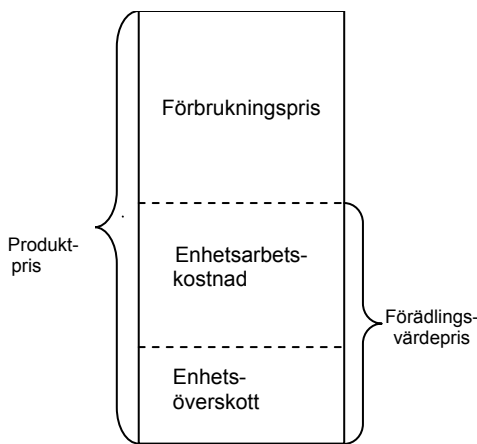 Förbrukningspris
Produkt-
pris
Enhetsarbets-
kostnad
Förädlings-
värdepris
Enhets-
överskott